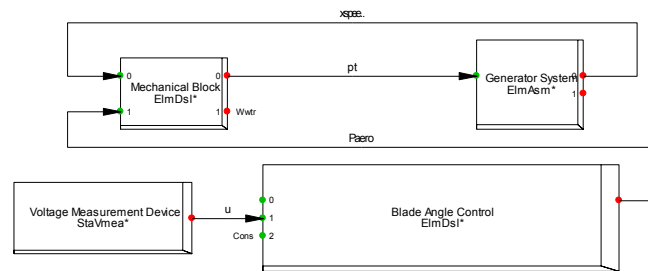 xspee..
0
0
pt
0
Mechanical Block
ElmDsl*
Generator System
ElmAsm*
1
1
1
Wwtr
Paero
0
Voltage Measurement Device
StaVmea*
u
1
Blade Angle Control
ElmDsl*
Cons
2